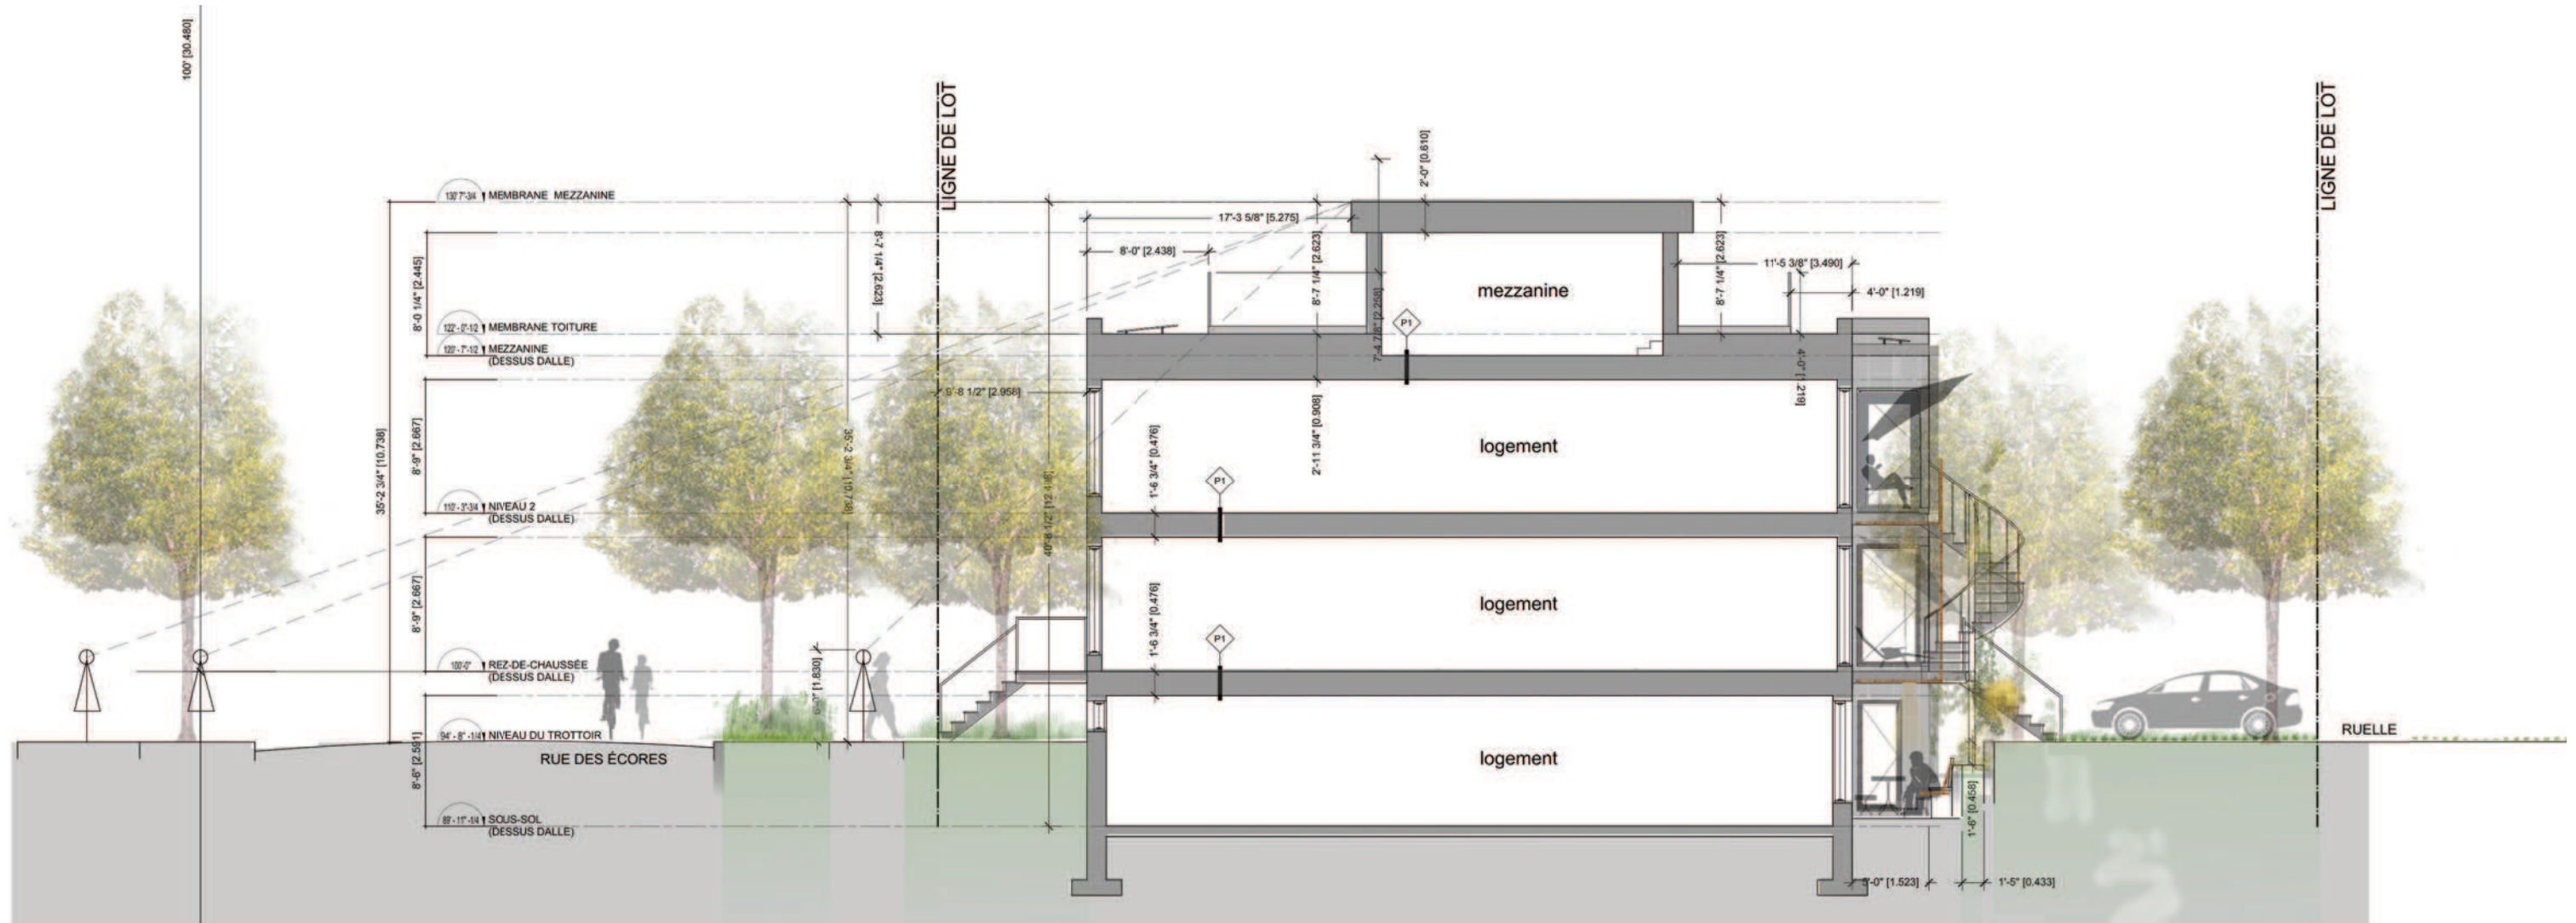 100' [30.480]
LIGNE DE LOT
LIGNE DE LOT
130' 7"-3/4 MEMBRANE MEZZANINE
2'-0" [0.610]
17'-3 5/8" [5.275]
8'-0" [2.438]
8'-7 1/4" [2.623]
8'-7 1/4" [2.623]
8'-7 1/4" [2.623]
11'-5 3/8" [3.490]
4'-0" [1.219]
8'-0 1/4" [2.445]
mezzanine
122' - 0"-1/2 MEMBRANE TOITURE
120' - 7"-1/2 MEZZANINE
(DESSUS DALLE)
P1
7'-4 7/8" [2.258]
4'-0" [1.219]
9'-8 1/2" [2.958]
2'-11 3/4" [0.908]
35'-2 3/4" [10.738]
8'-9" [2.667]
35'-2 3/4" [10.738]
1'-6 3/4" [0.476]
logement
P1
110' - 3"-3/4 NIVEAU 2
(DESSUS DALLE)
8'-9" [2.667]
1'-6 3/4" [0.476]
logement
P1
100'-0" REZ-DE-CHAUSSÉE
(DESSUS DALLE)
[1.830]
94' - 8" -1/4 NIVEAU DU TROTTOIR
RUE DES ÉCORES
RUELLE
8'-6" [2.591]
logement
SOUS-SOL
(DESSUS DALLE)
1'-6" [0.458]
5'-0" [1.523]
1'-5" [0.433]